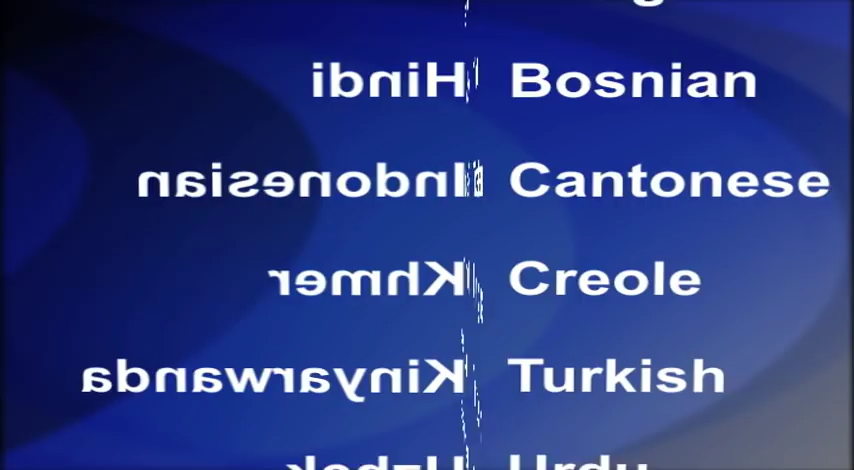 Hindi Bosnian
Indonesian Cantonese
Khmer Creole
Kinyarwanda Turkish